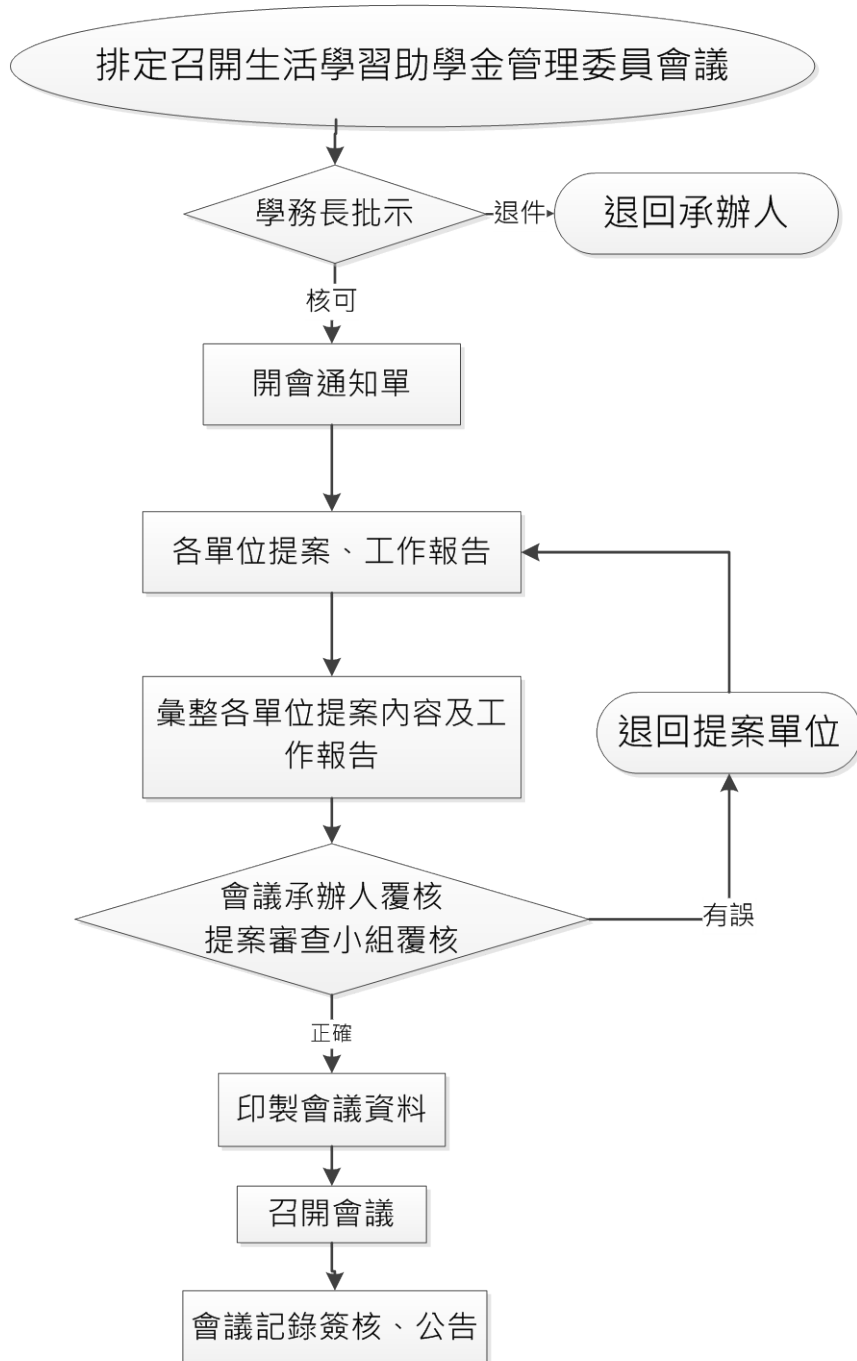 排定召開生活學習助學金管理委員會議
學務長批示
退件
退回承辦人
核可
開會通知單
各單位提案、工作報告
彙整各單位提案內容及工
作報告
退回提案單位
會議承辦人覆核
提案審查小組覆核
有誤
正確
印製會議資料
召開會議
會議記錄簽核、公告